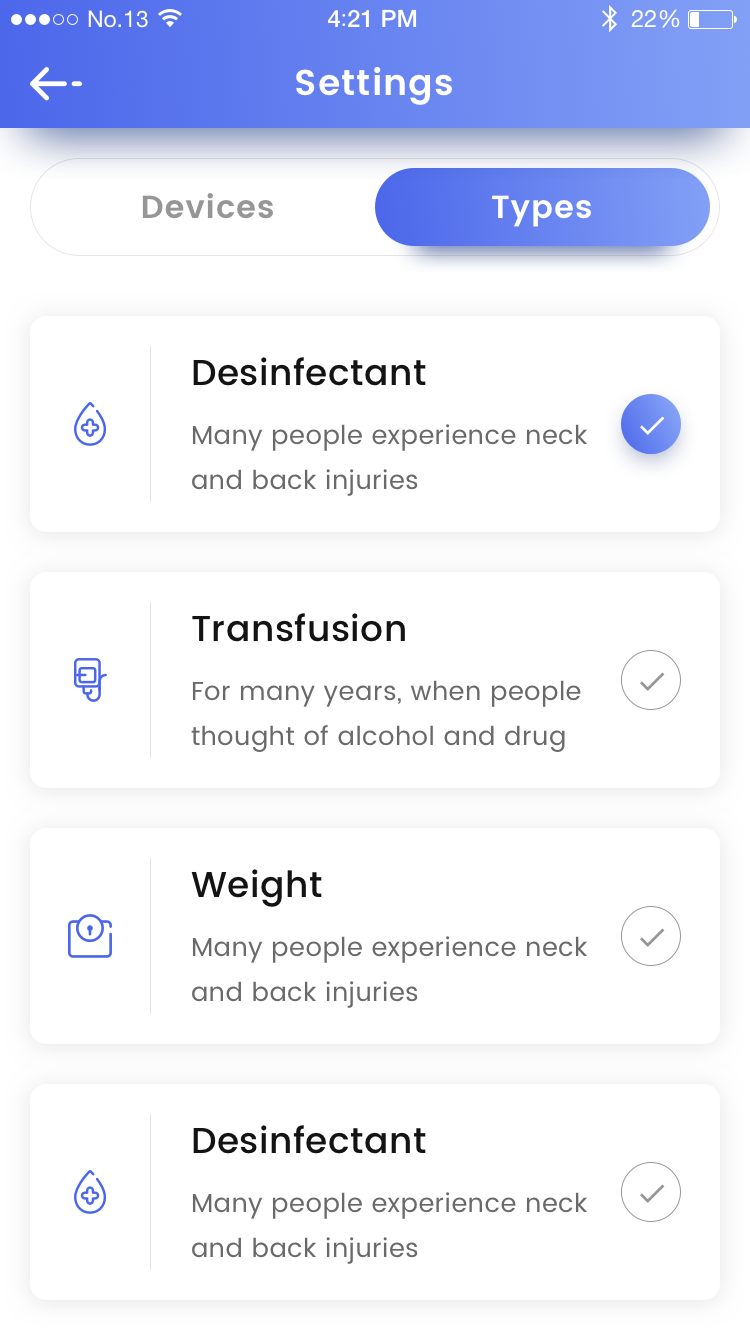 No.13 4:21 PM 22%
Settings
Devices Types
Desinfectant
Many people experience neck
and back injuries
Transfusion
For many years, when people
thought of alcohol and drug
Weight
Many people experience neck
and back injuries
Desinfectant
Many people experience neck
and back injuries